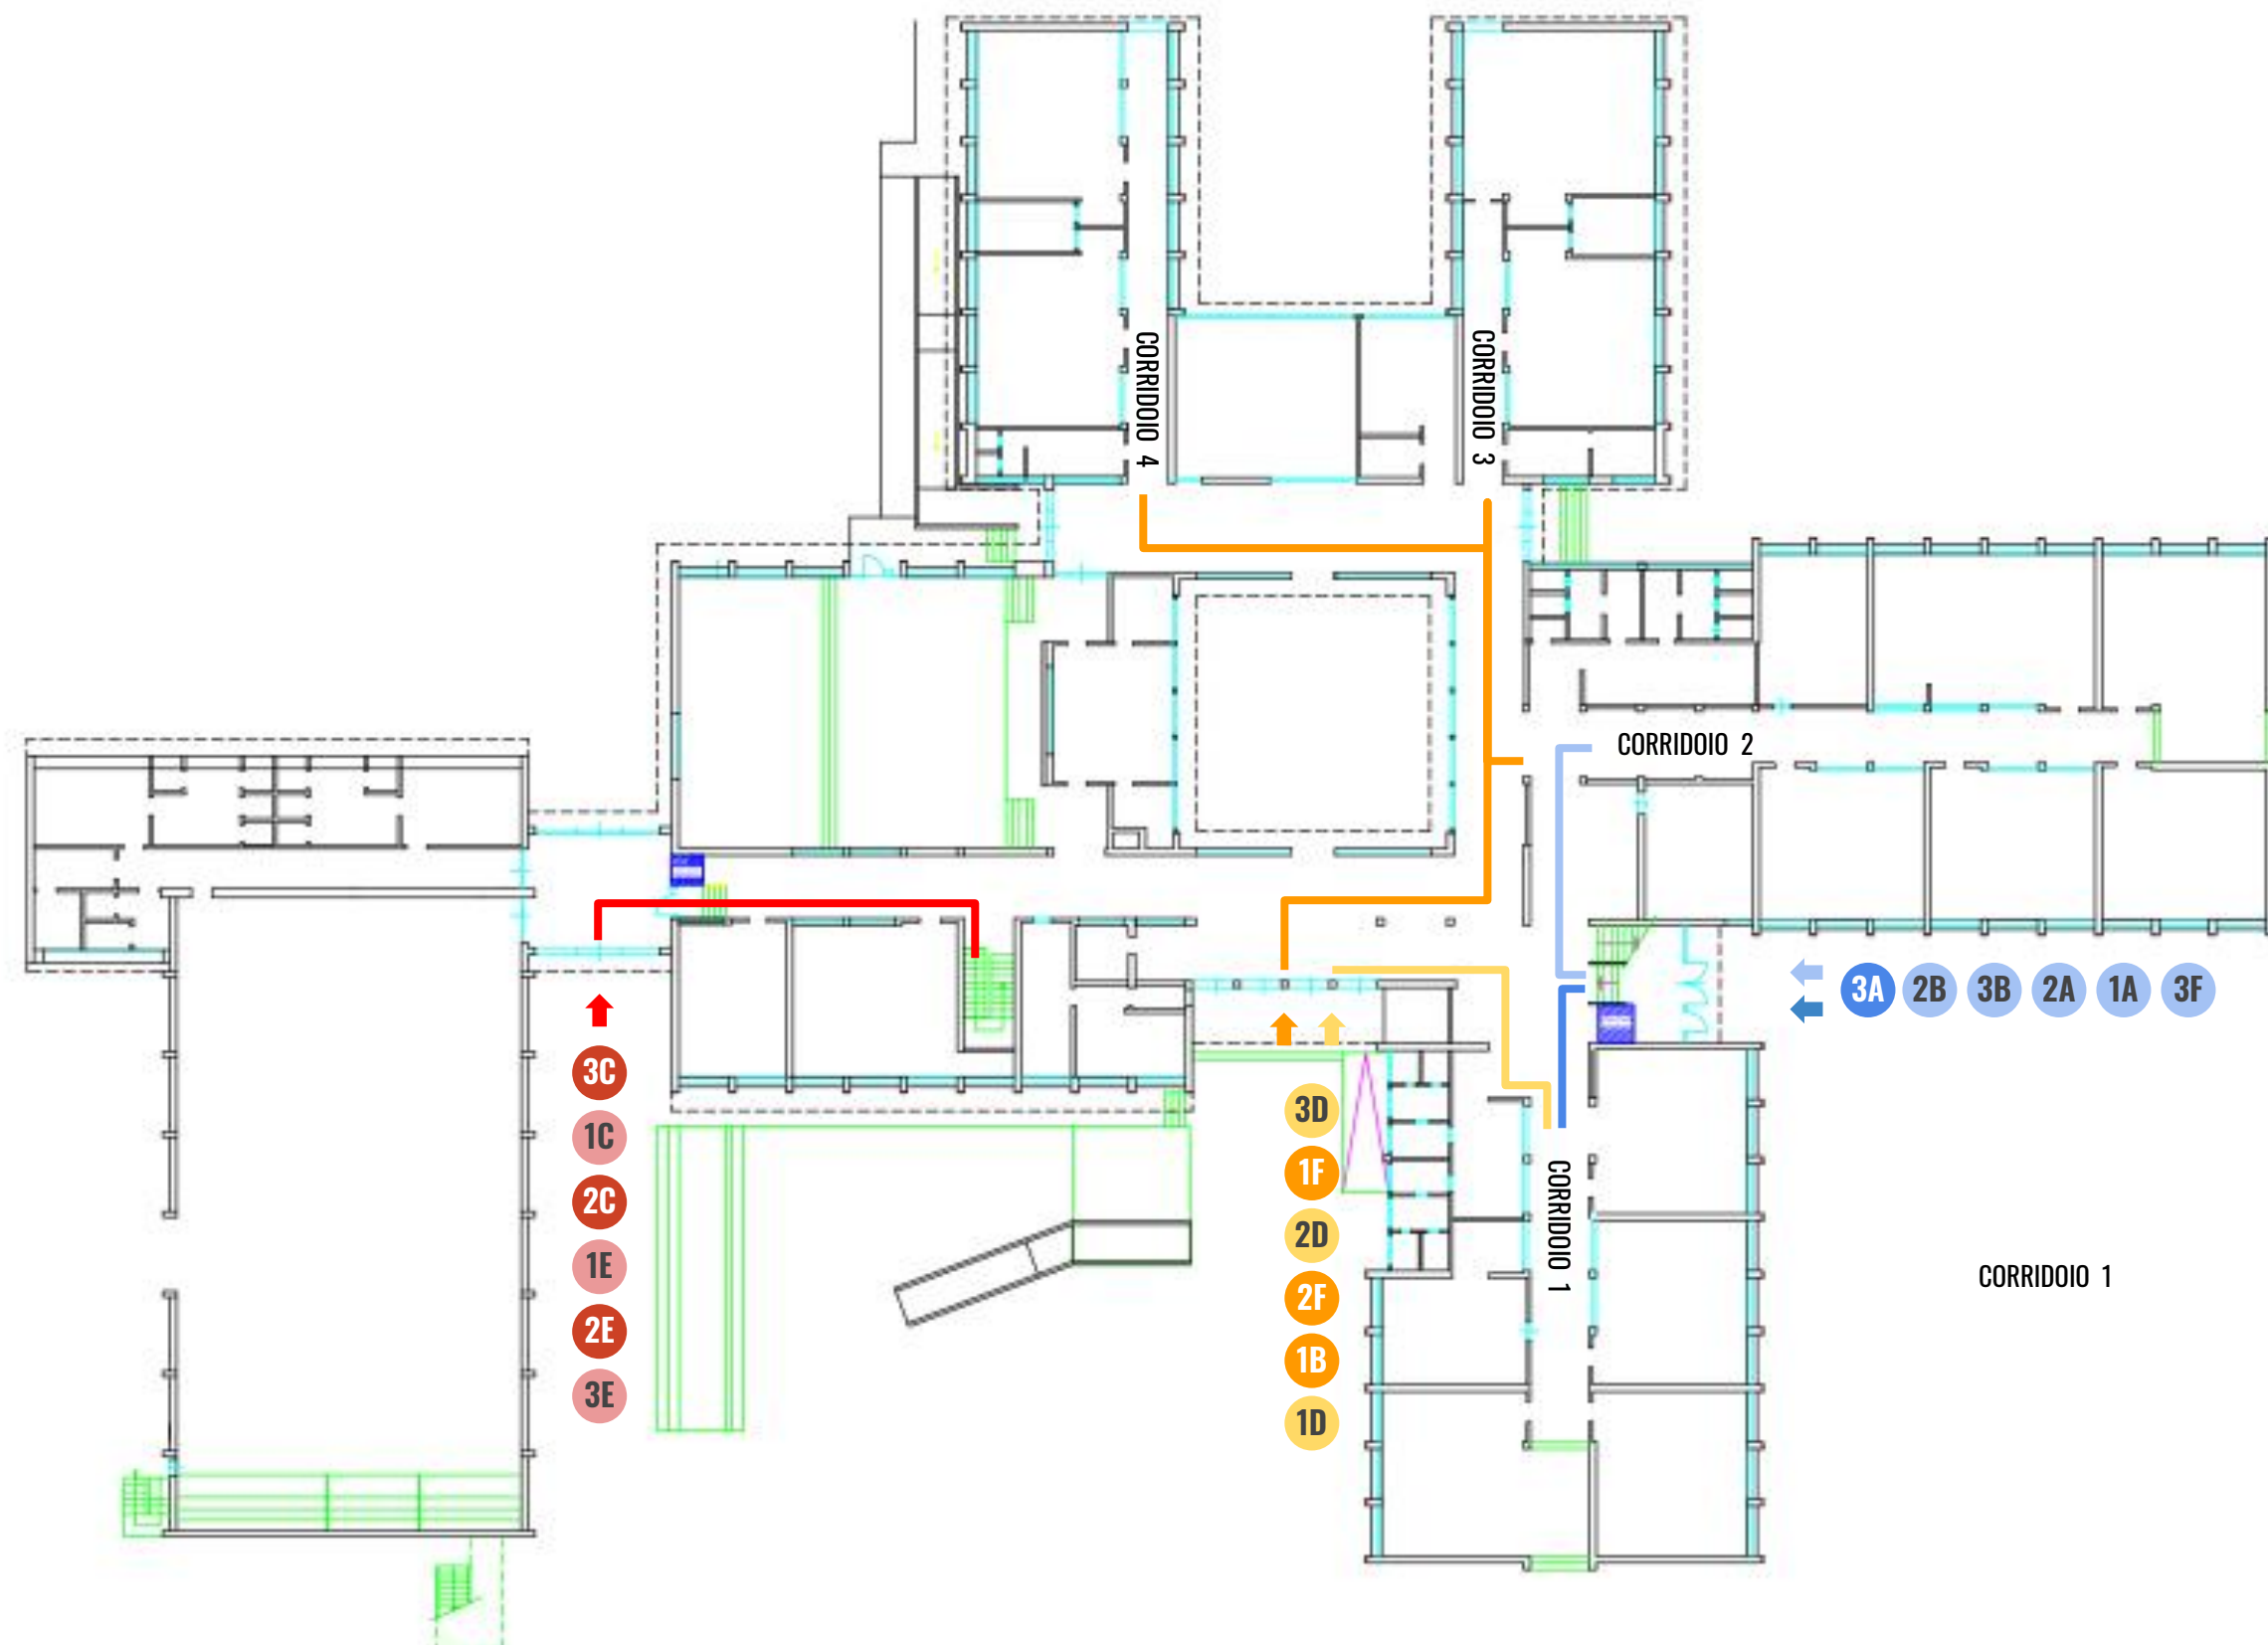 CORRIDOIO 4
CORRIDOIO 3
CORRIDOIO 2
3A 2B 3B 2A 1A 3F
3C
1C
2C
1E
2E
3E
3D
1F
2D
2F
1B
1D
CORRIDOIO 1
CORRIDOIO 1